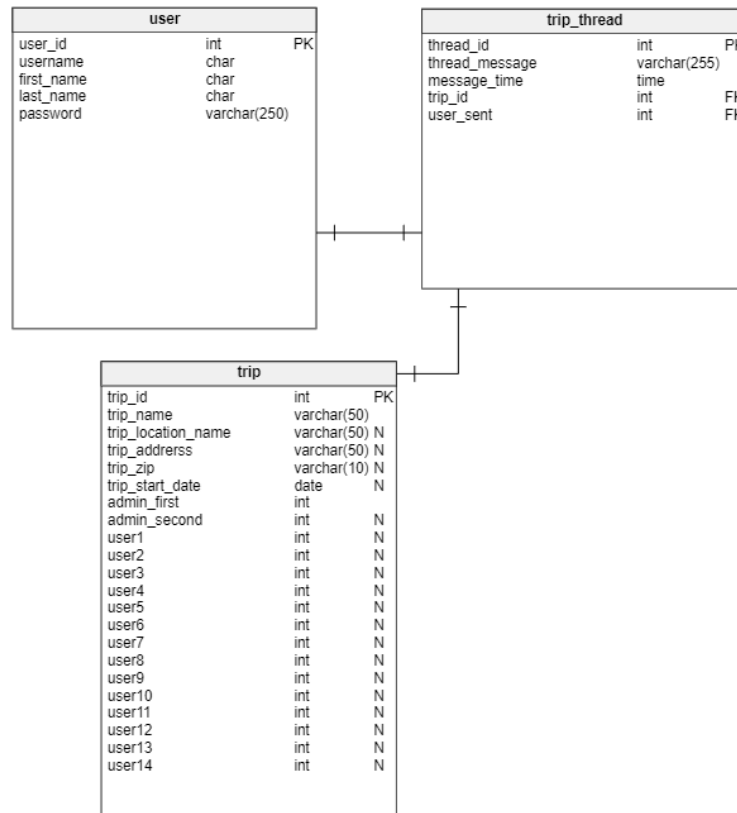 user
user_id int PK
username char
first_name char
last_name char
password varchar(250)
trip_thread
thread_id int PK
thread_message varchar(255)
message_time time
trip_id int FK
user_sent int FK
trip
trip_id int PK
trip_name varchar(50)
trip_location_name varchar(50) N
trip_addrerss varchar(50) N
trip_zip varchar(10) N
trip_start_date date N
admin_first int
admin_second int N
user1 int N
user2 int N
user3 int N
user4 int N
user5 int N
user6 int N
user7 int N
user8 int N
user9 int N
user10 int N
user11 int N
user12 int N
user13 int N
user14 int N